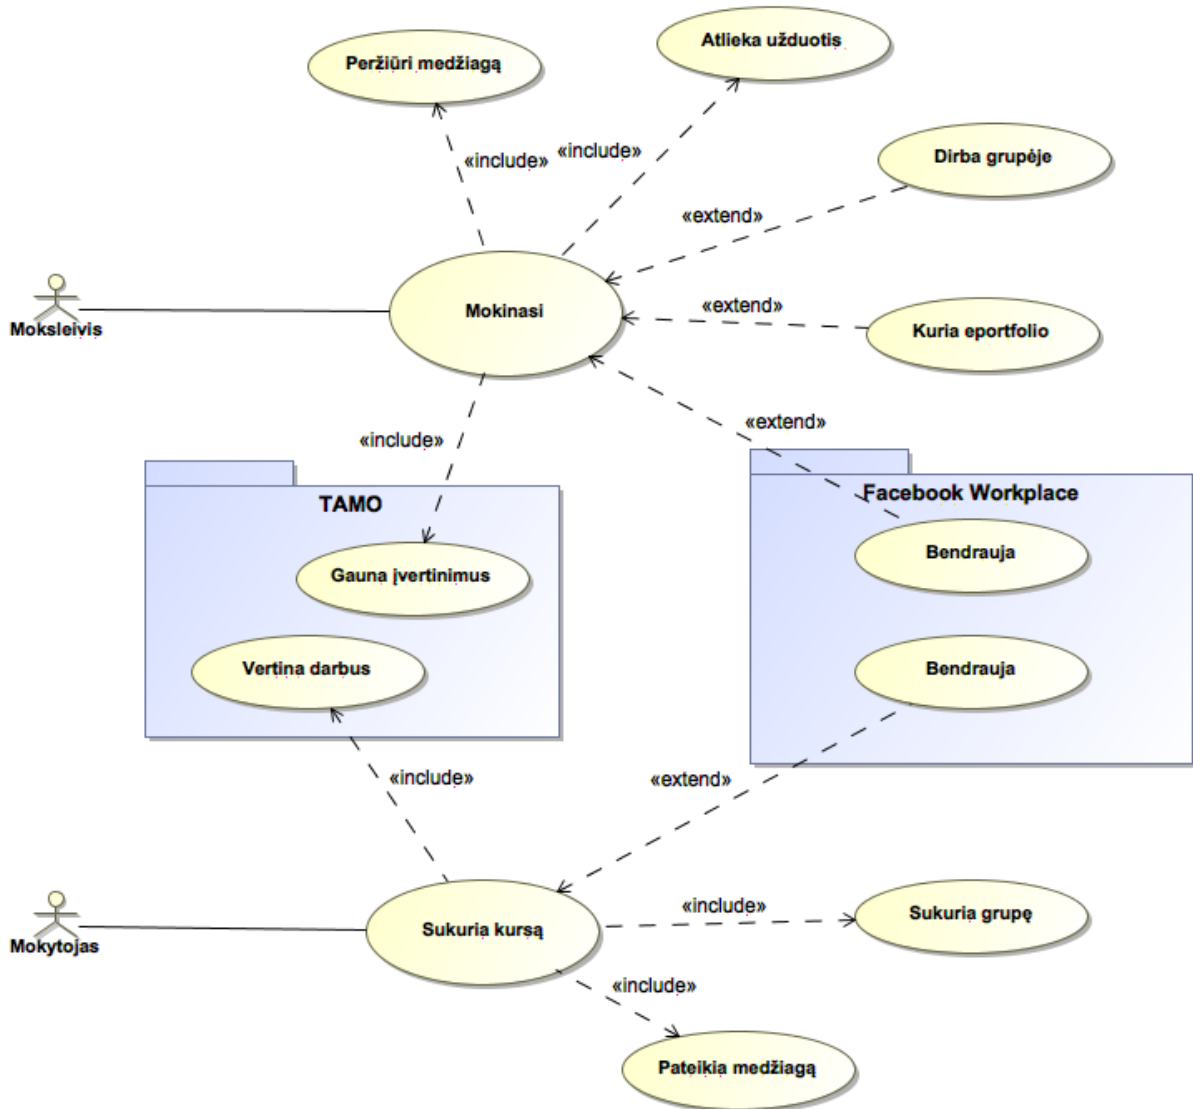 Peržiūri medžiagą
Atlieka užduotis
«include»
«include»
Dirba grupėje
«extend»
Mokinasi
«extend»
Kuria eportfolio
Moksleivis
«include»
«extend»
TAMO
Facebook Workplace
Gauna įvertinimus
Bendrauja
Vertina darbus
Bendrauja
«include»
«extend»
Mokytojas
Sukuria kursą
«include»
Sukuria grupę
«include»
Pateikia medžiagą